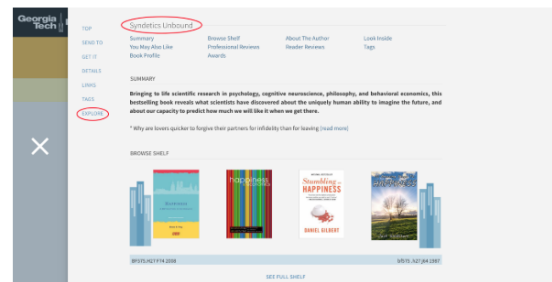 Georgia
Tech
TOP
SEND TO
GET IT
DETAILS
LINKS
TAGS
EXPLORE
Syndetics Unbound
Summary
Browse Shelf
About The Author
Look Inside
You May Also Like
Professional Reviews
Reader Reviews
Tags
Book Profile
Awards
SUMMARY
Bringing to life scientific research in psychology, cognitive neuroscience, philosophy, and behavioral economics, this
bestselling book reveals what scientists have discovered about the uniquely human ability to imagine the future, and
about our capacity to predict how much we will like it when we get there.
* Why are lovers quicker to forgive their partners for infidelity than for leaving (read more)
BROWSE SHELF
happiness
Stumbling on
HAPPINESS
DANIEL GILBERT
BF575.H27 F74 2008
SEE FULL SHELF